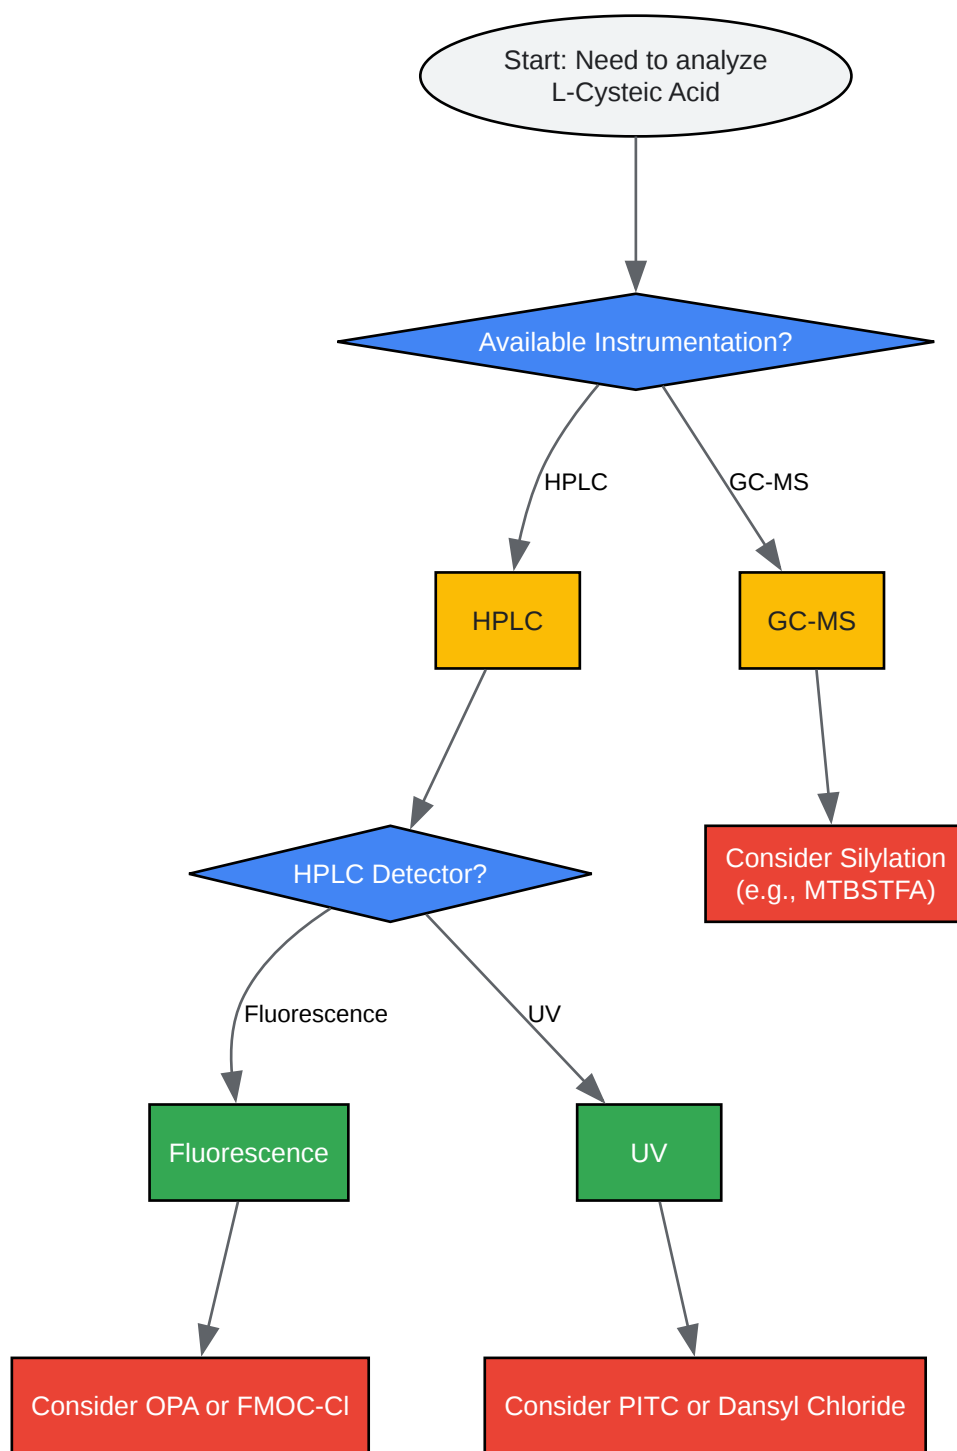 Start: Need to analyze
L-Cysteic Acid
Available Instrumentation?
HPLC
GC-MS
HPLC
GC-MS
Consider Silylation
(e.g., MTBSTFA)
HPLC Detector?
Fluorescence
UV
Fluorescence
UV
Consider OPA or FMOC-Cl
Consider PITC or Dansyl Chloride